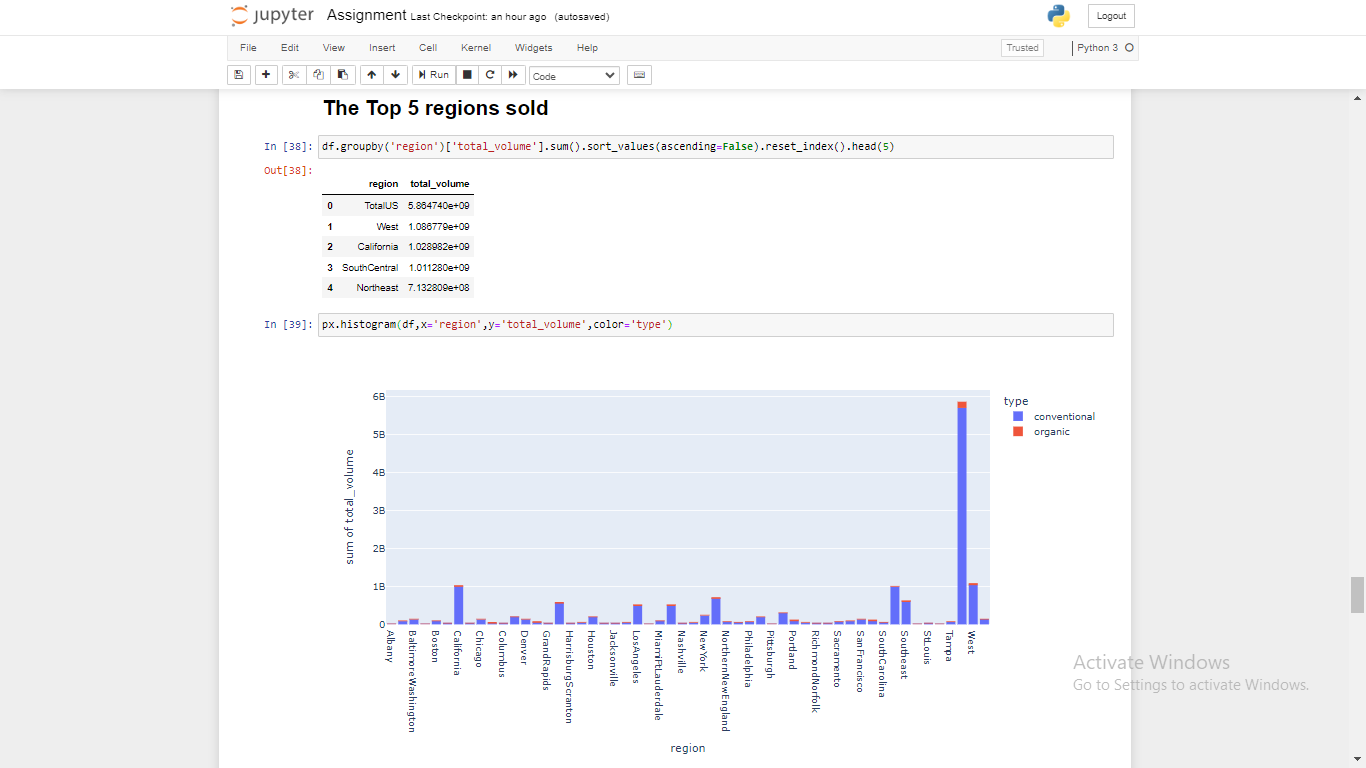 jupyter Assignment Last Checkpoint: an hour ago (autosaved)
Logout
File Edit View Insert Cell Kernel Widgets Help
Trusted
Python 3
Run
Code
The Top 5 regions sold
In [38]: df.groupby('region')['total_volume'].sum().sort_values(ascending=False).reset_index().head(5)
Out[38]:
region total_volume
0 TotalUS 5.864740e+09
1 West 1.086779e+09
2 California 1.028982e+09
3 SouthCentral 1.011280e+09
4 Northeast 7.132809e+08
In [39]: px.histogram(df,x='region',y='total_volume',color='type')
6B
5B
4B
3B
2B
1B
0
sum of total_volume
type
conventional
organic
Albany
BaltimoreWashington
Boston
California
Chicago
Columbus
Denver
GrandRapids
HarrisburgScranton
Houston
Jacksonville
LosAngeles
MiamiFtLauderdale
Nashville
NewYork
NorthernNewEngland
Philadelphia
Pittsburgh
Portland
RichmondNorfolk
Sacramento
SanFrancisco
SouthCarolina
Southeast
StLouis
Tampa
West
region
Activate Windows
Go to Settings to activate Windows.